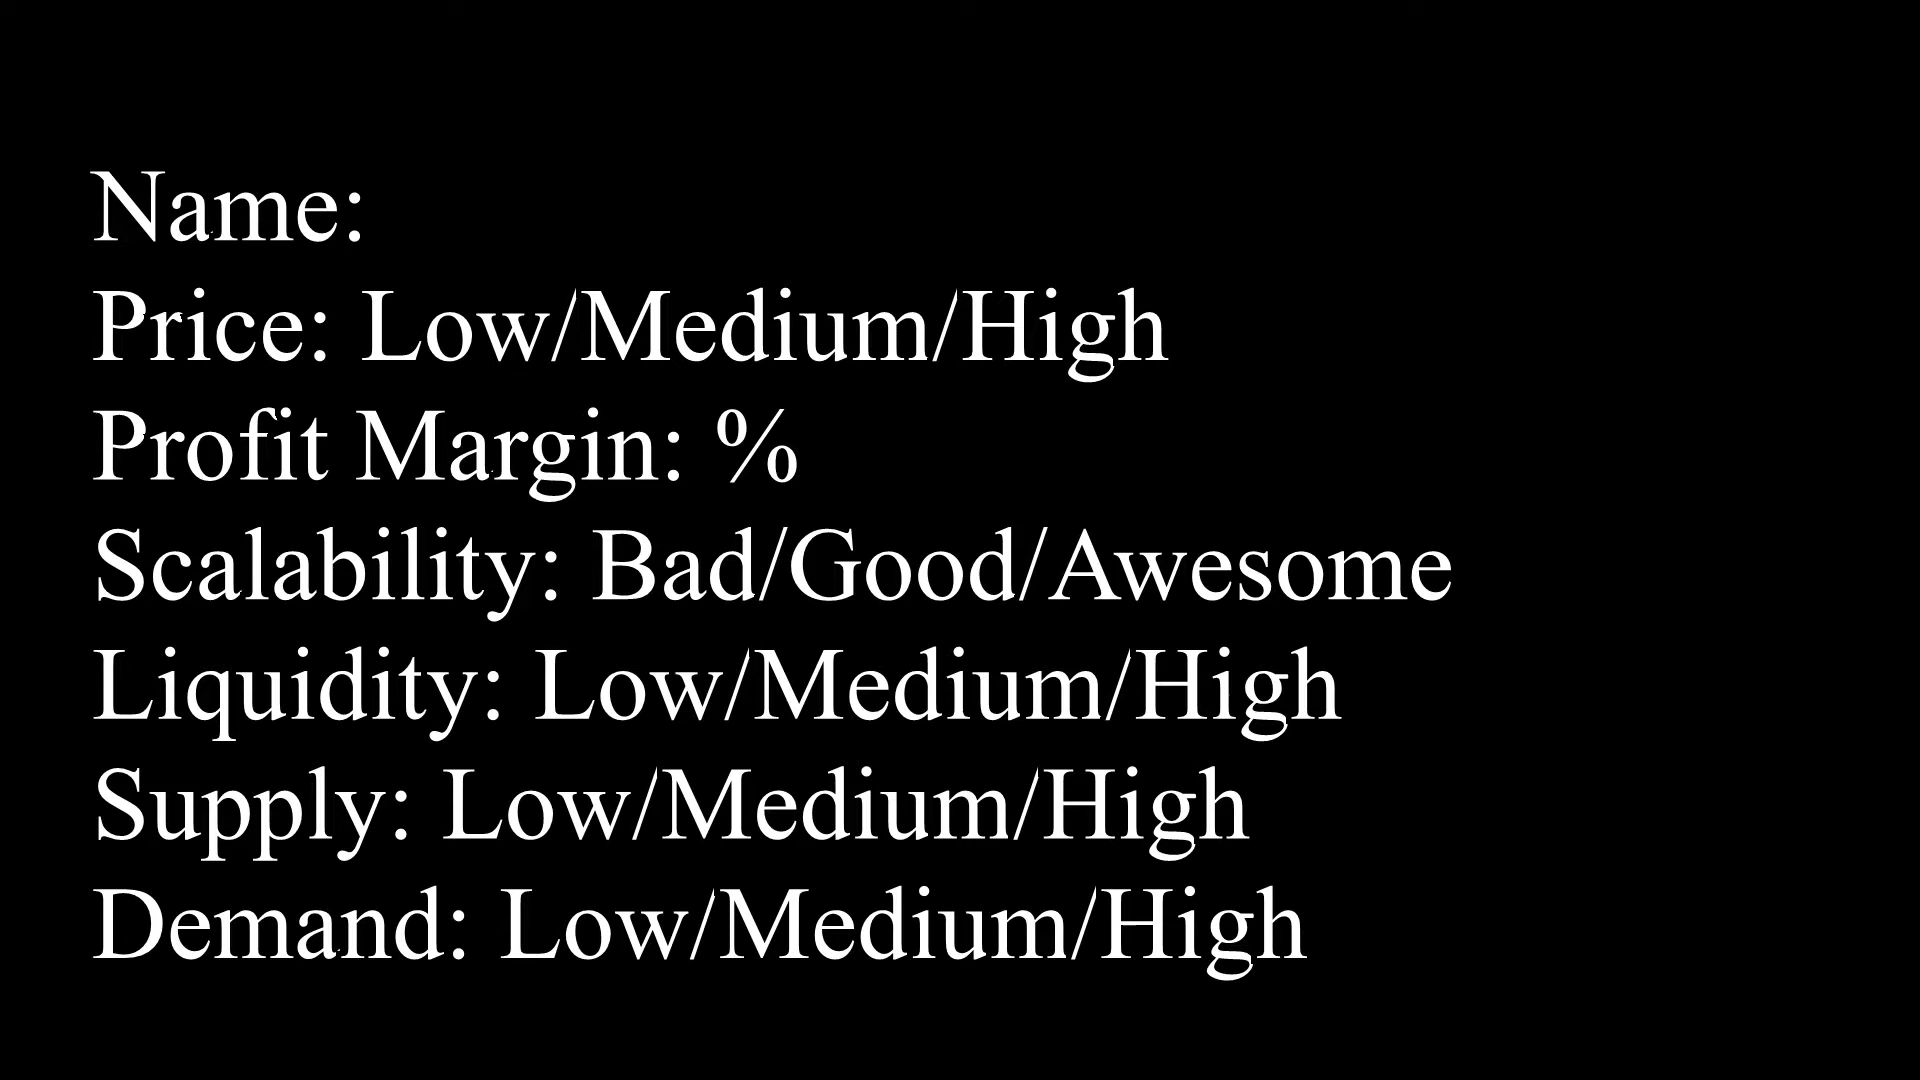 Name:
Price: Low/Medium/High
Profit Margin: %
Scalability: Bad/Good/Awesome
Liquidity: Low/Medium/High
Supply: Low/Medium/High
Demand: Low/Medium/High